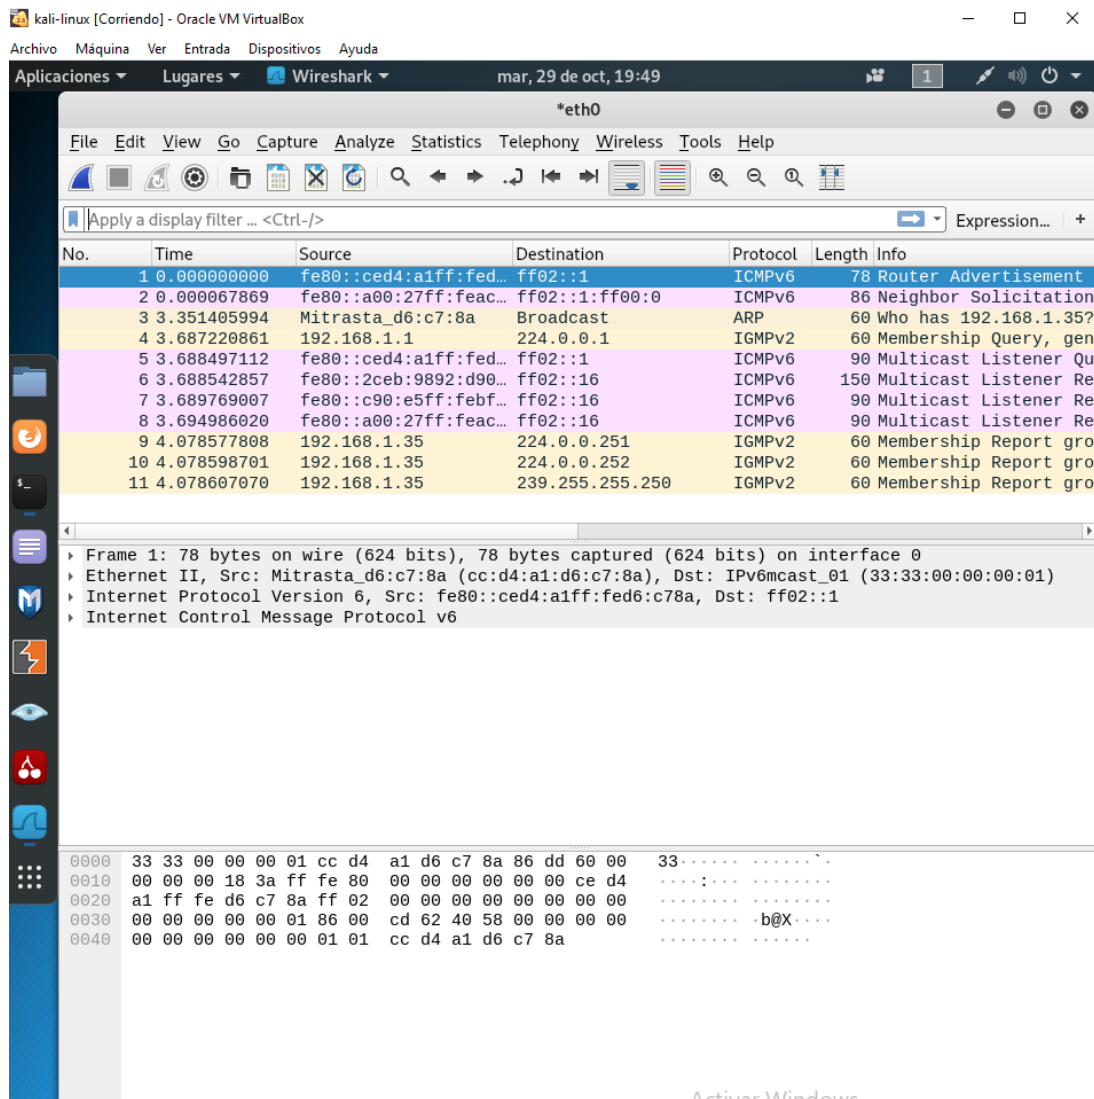 kali-linux [Corriendo] - Oracle VM VirtualBox
Archivo Máquina Ver Entrada Dispositivos Ayuda
Aplicaciones Lugares Wireshark mar, 29 de oct, 19:49 1
*eth0
File Edit View Go Capture Analyze Statistics Telephony Wireless Tools Help
Apply a display filter ... <Ctrl-/> Expression... +
No. Time Source Destination Protocol Length Info
1 0.000000000 fe80::ced4:a1ff:fed… ff02::1 ICMPv6 78 Router Advertisement
2 0.000067869 fe80::a00:27ff:feac… ff02::1:ff00:0 ICMPv6 86 Neighbor Solicitation
3 3.351405994 Mitrasta_d6:c7:8a Broadcast ARP 60 Who has 192.168.1.35?
4 3.687220861 192.168.1.1 224.0.0.1 IGMPv2 60 Membership Query, gen
5 3.688497112 fe80::ced4:a1ff:fed… ff02::1 ICMPv6 90 Multicast Listener Qu
6 3.688542857 fe80::2ceb:9892:d90… ff02::16 ICMPv6 150 Multicast Listener Re
7 3.689769007 fe80::c90:e5ff:febf… ff02::16 ICMPv6 90 Multicast Listener Re
8 3.694986020 fe80::a00:27ff:feac… ff02::16 ICMPv6 90 Multicast Listener Re
9 4.078577808 192.168.1.35 224.0.0.251 IGMPv2 60 Membership Report gro
10 4.078598701 192.168.1.35 224.0.0.252 IGMPv2 60 Membership Report gro
11 4.078607070 192.168.1.35 239.255.255.250 IGMPv2 60 Membership Report gro
Frame 1: 78 bytes on wire (624 bits), 78 bytes captured (624 bits) on interface 0
Ethernet II, Src: Mitrasta_d6:c7:8a (cc:d4:a1:d6:c7:8a), Dst: IPv6mcast_01 (33:33:00:00:00:01)
Internet Protocol Version 6, Src: fe80::ced4:a1ff:fed6:c78a, Dst: ff02::1
Internet Control Message Protocol v6
0000 33 33 00 00 00 01 cc d4 a1 d6 c7 8a 86 dd 60 00 33······ ······`·
0010 00 00 00 18 3a ff fe 80 00 00 00 00 00 00 ce d4 ····:··· ········
0020 a1 ff fe d6 c7 8a ff 02 00 00 00 00 00 00 00 00 ········ ········
0030 00 00 00 00 00 01 86 00 cd 62 40 58 00 00 00 00 ········ ·b@X····
0040 00 00 00 00 00 00 01 01 cc d4 a1 d6 c7 8a ········ ······
Activar Windows